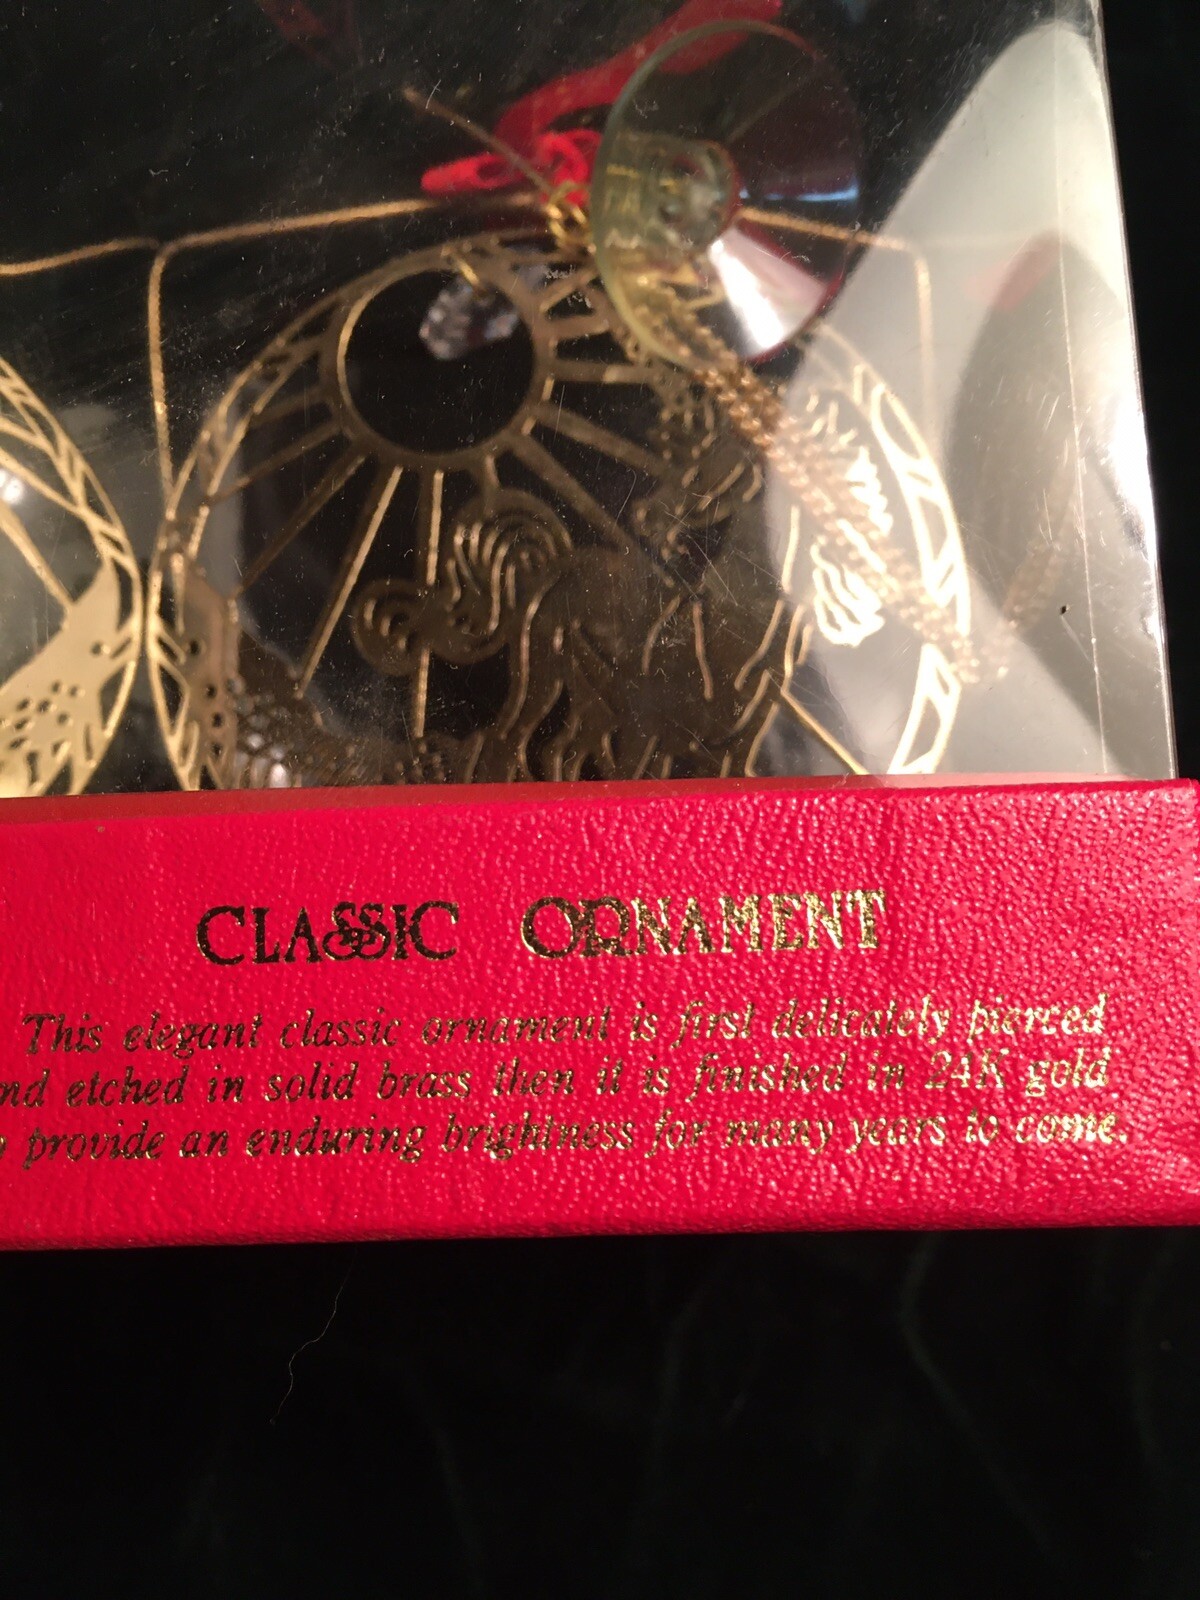 CLASSIC ORNAMENT
This elegant classic ornament is first delicately pierced
nd etched in solid brass then it is finished in 24K gold
provide an enduring brightness for many years to come.